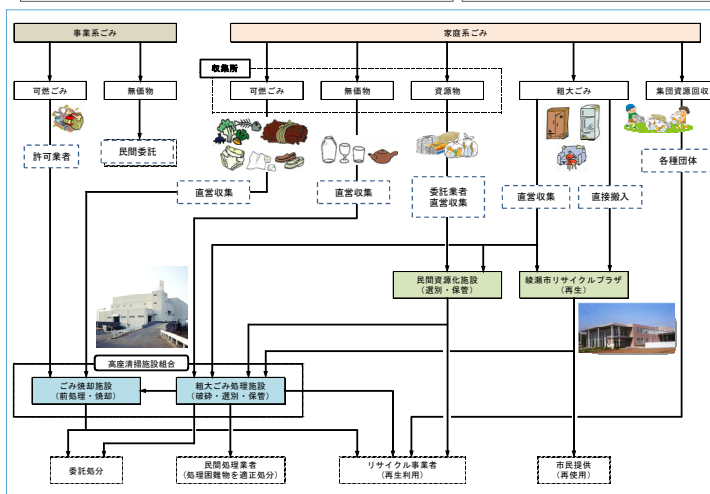 事業系ごみ
家庭系ごみ
収集所
可燃ごみ
無価物
可燃ごみ
無価物
資源物
粗大ごみ
集団資源回収
許可業者
民間委託
各種団体
直営収集
直営収集
委託業者
直営収集
直営収集
直接搬入
民間資源化施設
(選別・保管)
綾瀬市リサイクルプラザ
(再生)
高座清掃施設組合
ごみ焼却施設
(前処理・焼却)
粗大ごみ処理施設
(破砕・選別・保管)
委託処分
民間処理業者
(処理困難物を適正処分)
リサイクル事業者
(再生利用)
市民提供
(再使用)